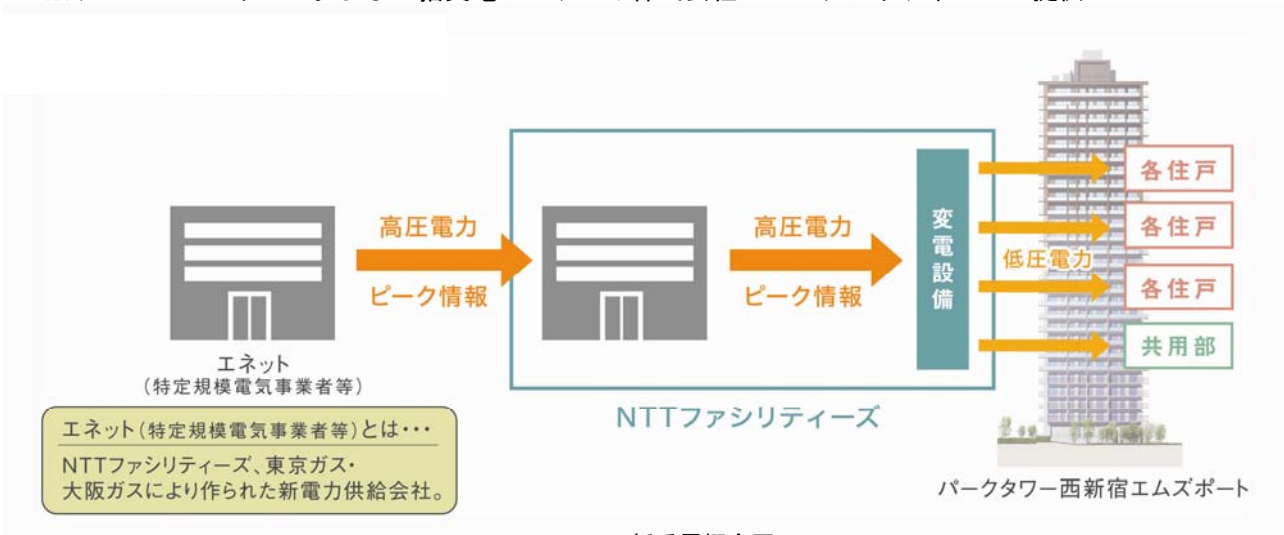 高圧電力
ピーク情報
高圧電力
ピーク情報
変電設備
低圧電力
各住戸
各住戸
各住戸
共用部
エネット
(特定規模電気事業者等)
NTTファシリティーズ
エネット(特定規模電気事業者等)とは・・・
NTTファシリティーズ、東京ガス・
大阪ガスにより作られた新電力供給会社。
パークタワー西新宿エムズポート